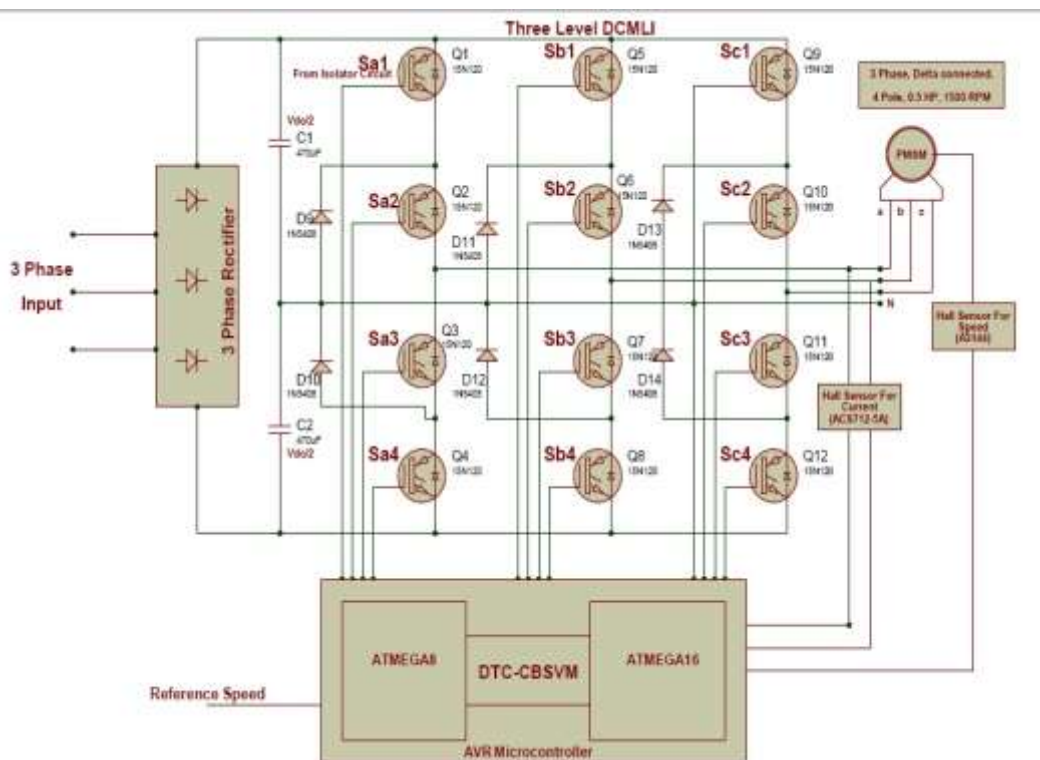 Three Level DCMLI
Sa1
From Isolator Circuit
Q1
15N120
Sb1
Q5
15N120
Sc1
Q9
15N120
3 Phase, Delta connected.
4 Pole, 0.5 HP, 1500 RPM
Vdc/2
C1
470uF
PMSM
Sa2
Q2
15N120
Sb2
Q6
15N120
Sc2
Q10
15N120
D9
1N5408
D11
1N5408
D13
1N5408
a
b
c
3 Phase
Input
3 Phase Rectifier
N
Hall Sensor For
Speed
Sa3
Q3
15N120
Sb3
Q7
15N120
Sc3
Q11
15N120
D10
1N5408
D12
1N5408
D14
1N5408
Hall Sensor For
Current
(ACS712-5A)
C2
470uF
Vdc/2
Sa4
Q4
15N120
Sb4
Q8
15N120
Sc4
Q12
15N120
ATMEGA8
DTC-CBSVM
ATMEGA16
Reference Speed
AVR Microcontroller